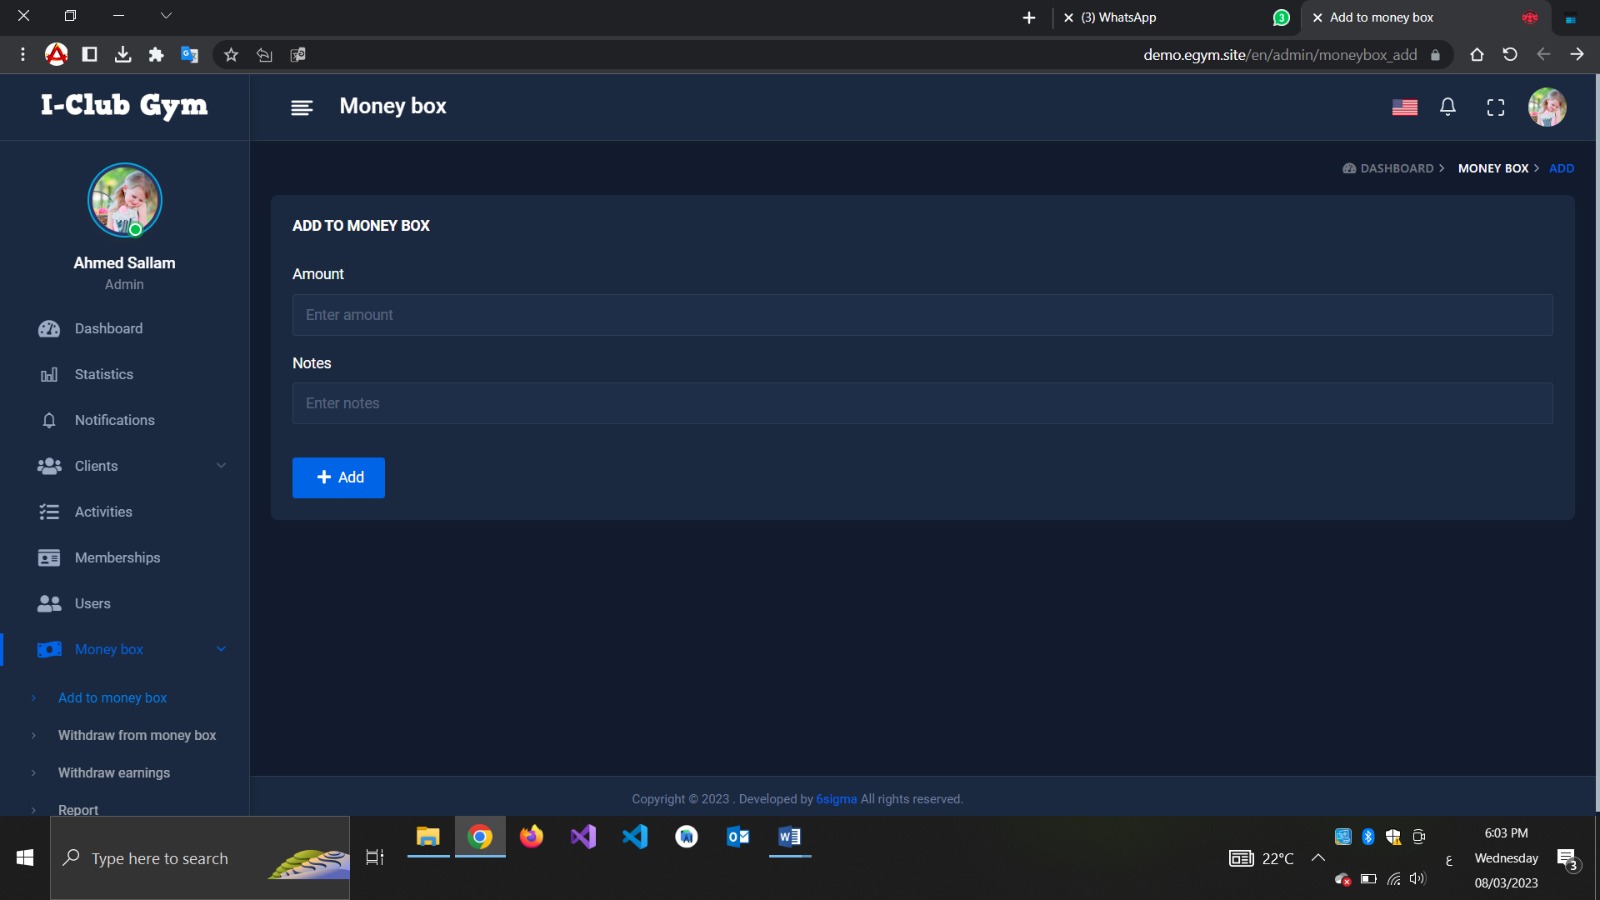 (3) WhatsApp
3
Add to money box
demo.egym.site/en/admin/moneybox_add
I-Club Gym
Money box
DASHBOARD > MONEY BOX > ADD
Ahmed Sallam
Admin
Dashboard
Statistics
Notifications
Clients
Activities
Memberships
Users
Money box
Add to money box
Withdraw from money box
Withdraw earnings
Report
ADD TO MONEY BOX
Amount
Enter amount
Notes
Enter notes
+ Add
Copyright © 2023 . Developed by 6sigma All rights reserved.
Type here to search
22°C
ع
6:03 PM
Wednesday
08/03/2023
3